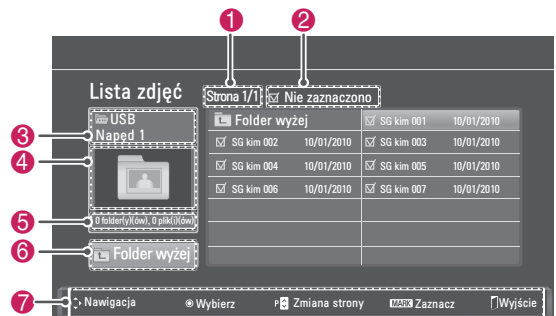 1
2
Lista zdjęć
Strona 1/1
Nie zaznaczono
3
USB
Napęd 1
Folder wyżej
SG kim 001 10/01/2010
SG kim 002 10/01/2010
SG kim 003 10/01/2010
4
SG kim 004 10/01/2010
SG kim 005 10/01/2010
SG kim 006 10/01/2010
SG kim 007 10/01/2010
5
0 folder(y)(ów), 0 plik(i)(ów)
6
Folder wyżej
7
Nawigacja
Wybierz
P Zmiana strony
MARK Zaznacz
Wyjście